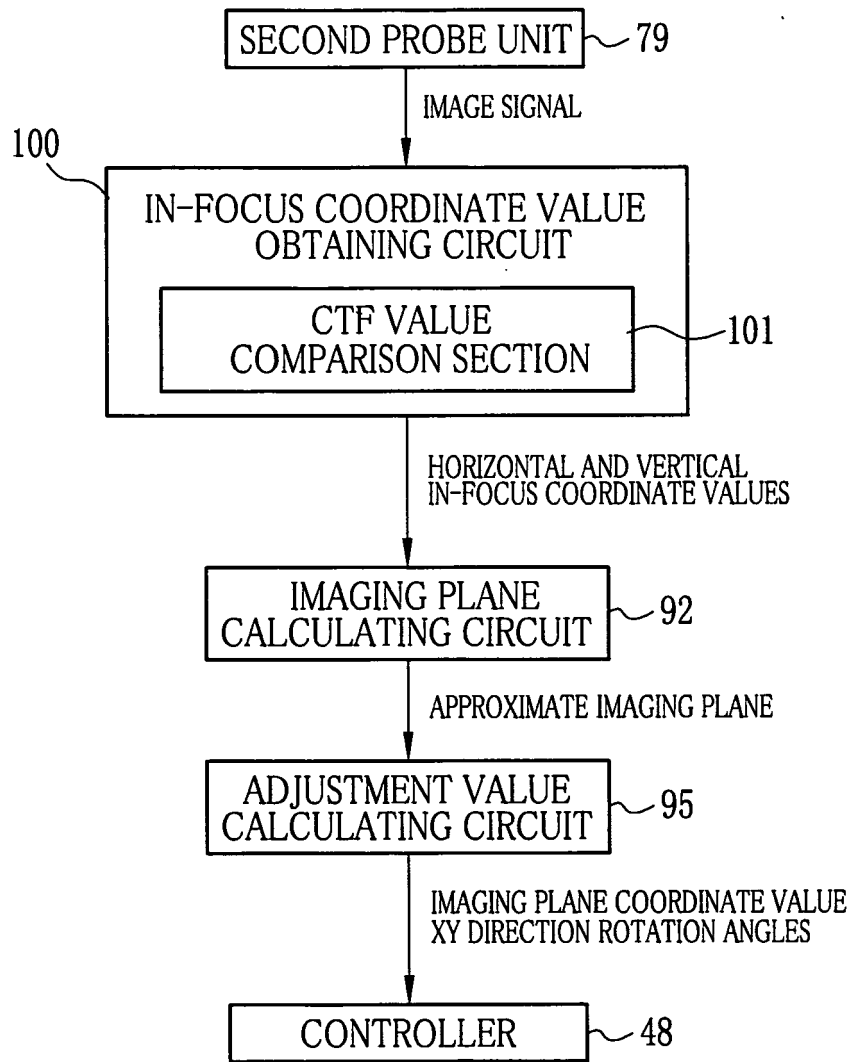 SECOND PROBE UNIT
79
IMAGE SIGNAL
100
IN-FOCUS COORDINATE VALUE
OBTAINING CIRCUIT
CTF VALUE
COMPARISON SECTION
101
HORIZONTAL AND VERTICAL
IN-FOCUS COORDINATE VALUES
IMAGING PLANE
CALCULATING CIRCUIT
92
APPROXIMATE IMAGING PLANE
ADJUSTMENT VALUE
CALCULATING CIRCUIT
95
IMAGING PLANE COORDINATE VALUE
XY DIRECTION ROTATION ANGLES
CONTROLLER
48